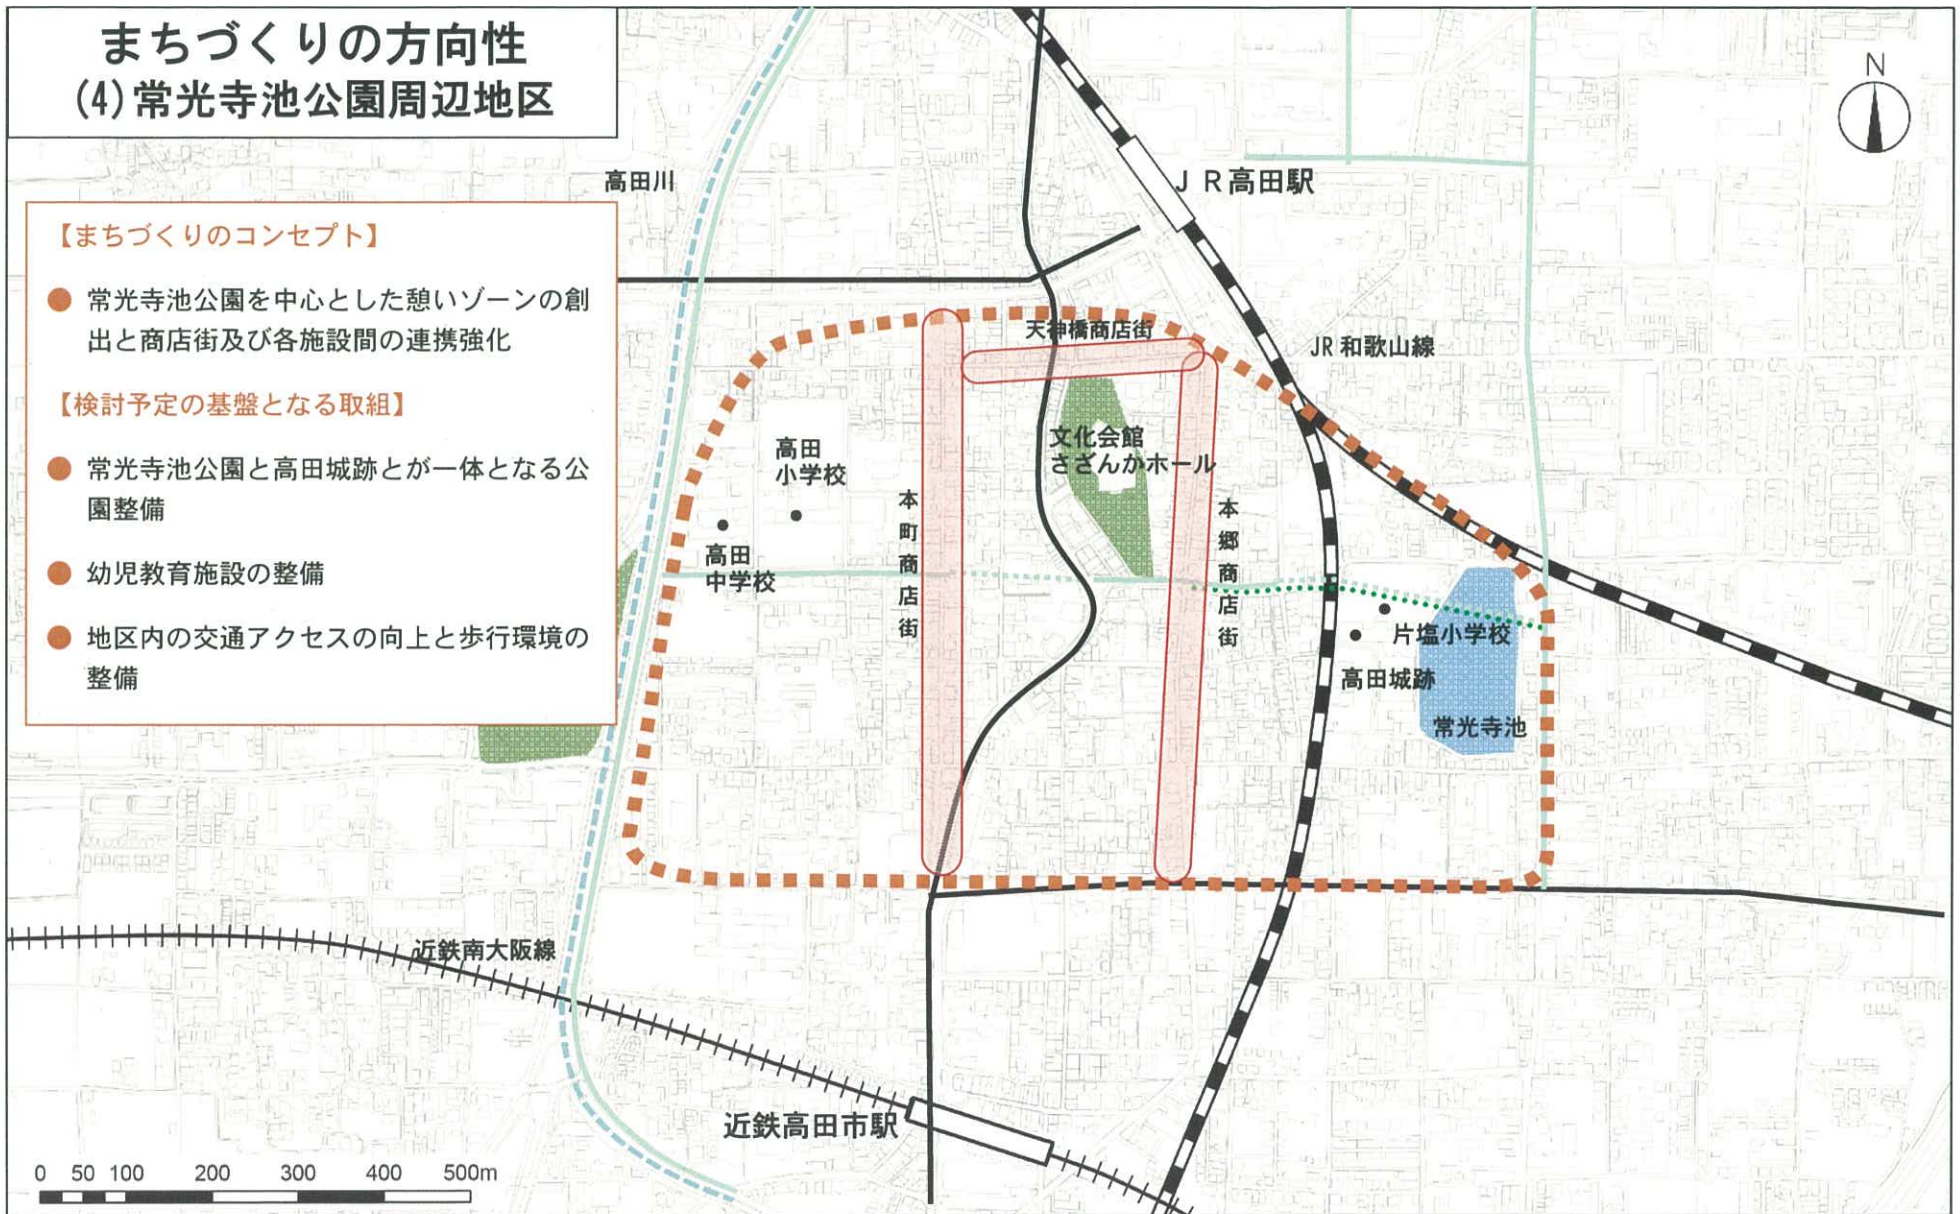 まちづくりの方向性
(4)常光寺池公園周辺地区
N
高田川
JR高田駅
【まちづくりのコンセプト】
● 常光寺池公園を中心とした憩いゾーンの創
出と商店街及び各施設間の連携強化
【検討予定の基盤となる取組】
● 常光寺池公園と高田城跡とが一体となる公
園整備
● 幼児教育施設の整備
● 地区内の交通アクセスの向上と歩行環境の
整備
天神橋商店街
JR和歌山線
文化会館
さざんかホール
高田
小学校
高田
中学校
本町商店街
本郷商店街
片塩小学校
高田城跡
常光寺池
近鉄南大阪線
近鉄高田市駅
0 50 100 200 300 400 500m